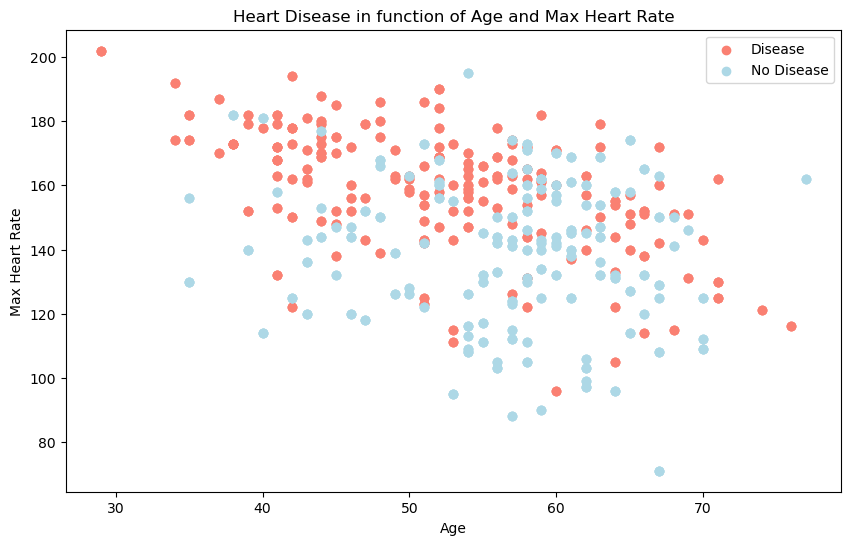 Heart Disease in function of Age and Max Heart Rate
Disease
No Disease
Max Heart Rate
200
180
160
140
120
100
80
30
40
50
60
70
Age